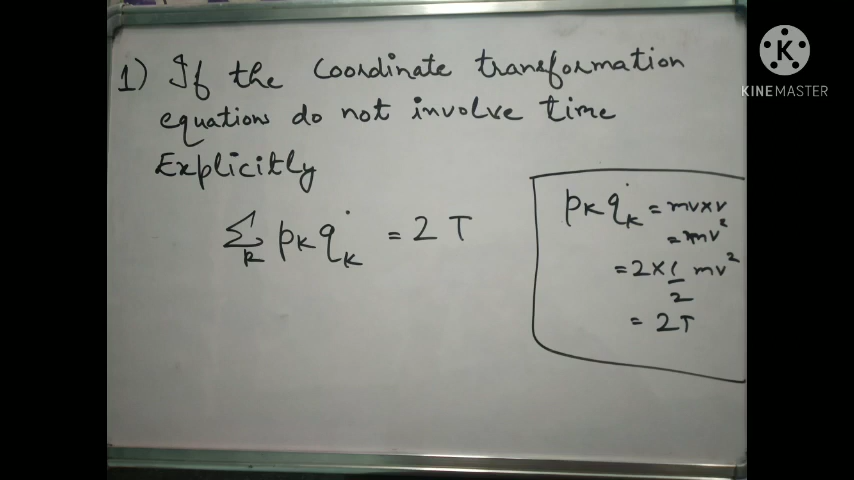 1) If the Coordinate transformation
equations do not involve time
Explicitly
∑ₖ pₖ q̇ₖ = 2 T
pₖ q̇ₖ = mv×v
= mv²
= 2 × 1/2 mv²
= 2T
K
KINEMASTER